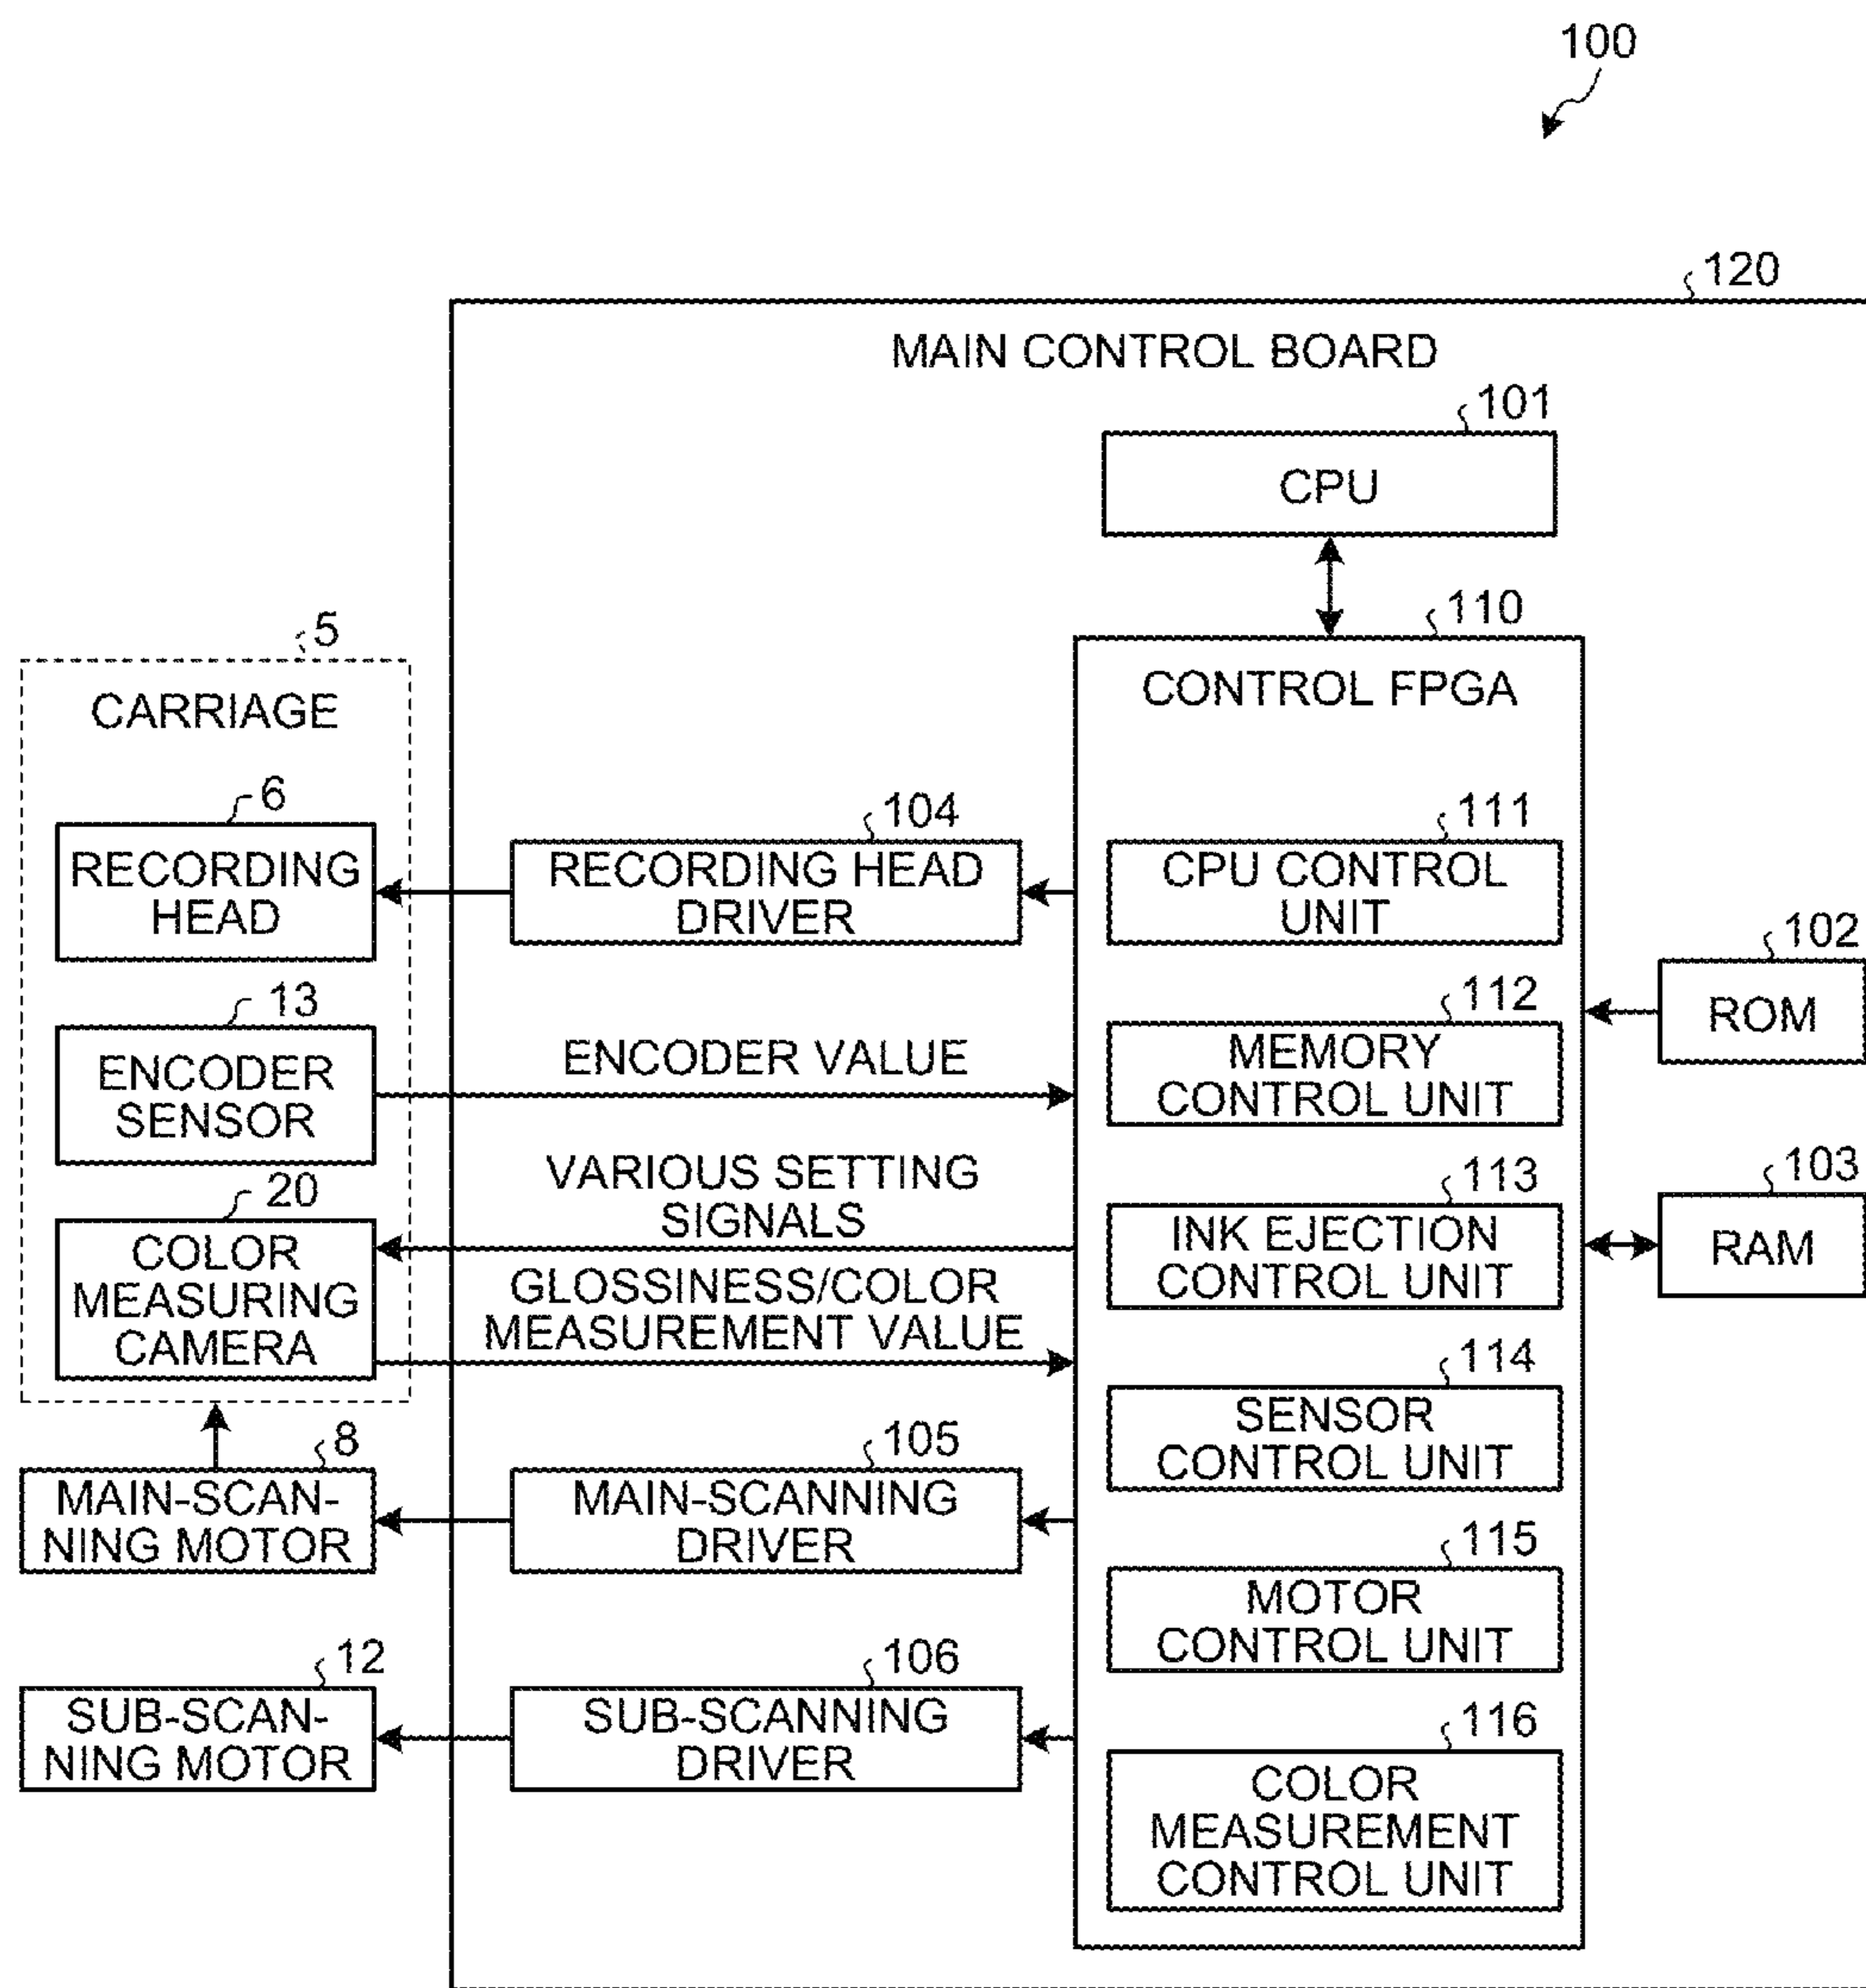 100
120
MAIN CONTROL BOARD
101
CPU
110
CONTROL FPGA
5
CARRIAGE
6
RECORDING
HEAD
104
RECORDING HEAD
DRIVER
111
CPU CONTROL
UNIT
102
ROM
13
ENCODER
SENSOR
ENCODER VALUE
112
MEMORY
CONTROL UNIT
103
RAM
20
COLOR
MEASURING
CAMERA
VARIOUS SETTING
SIGNALS
GLOSSINESS/COLOR
MEASUREMENT VALUE
113
INK EJECTION
CONTROL UNIT
114
SENSOR
CONTROL UNIT
8
MAIN-SCAN-
NING MOTOR
105
MAIN-SCANNING
DRIVER
115
MOTOR
CONTROL UNIT
12
SUB-SCAN-
NING MOTOR
106
SUB-SCANNING
DRIVER
116
COLOR
MEASUREMENT
CONTROL UNIT